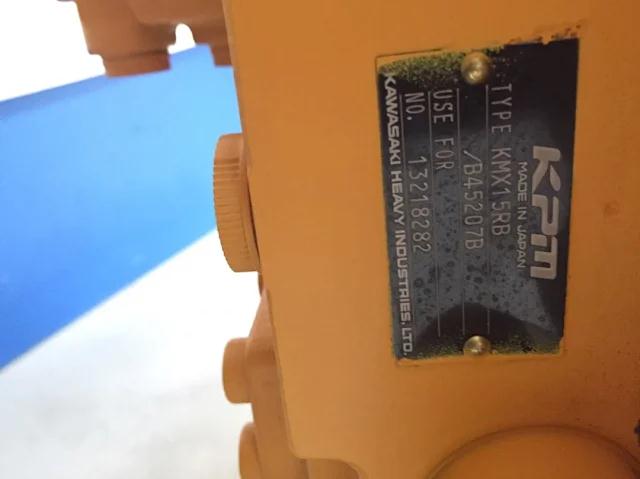 KPM
MADE IN JAPAN
TYPE KMX15RB
/B45207B
USE FOR
NO. 13218282
KAWASAKI HEAVY INDUSTRIES, LTD.